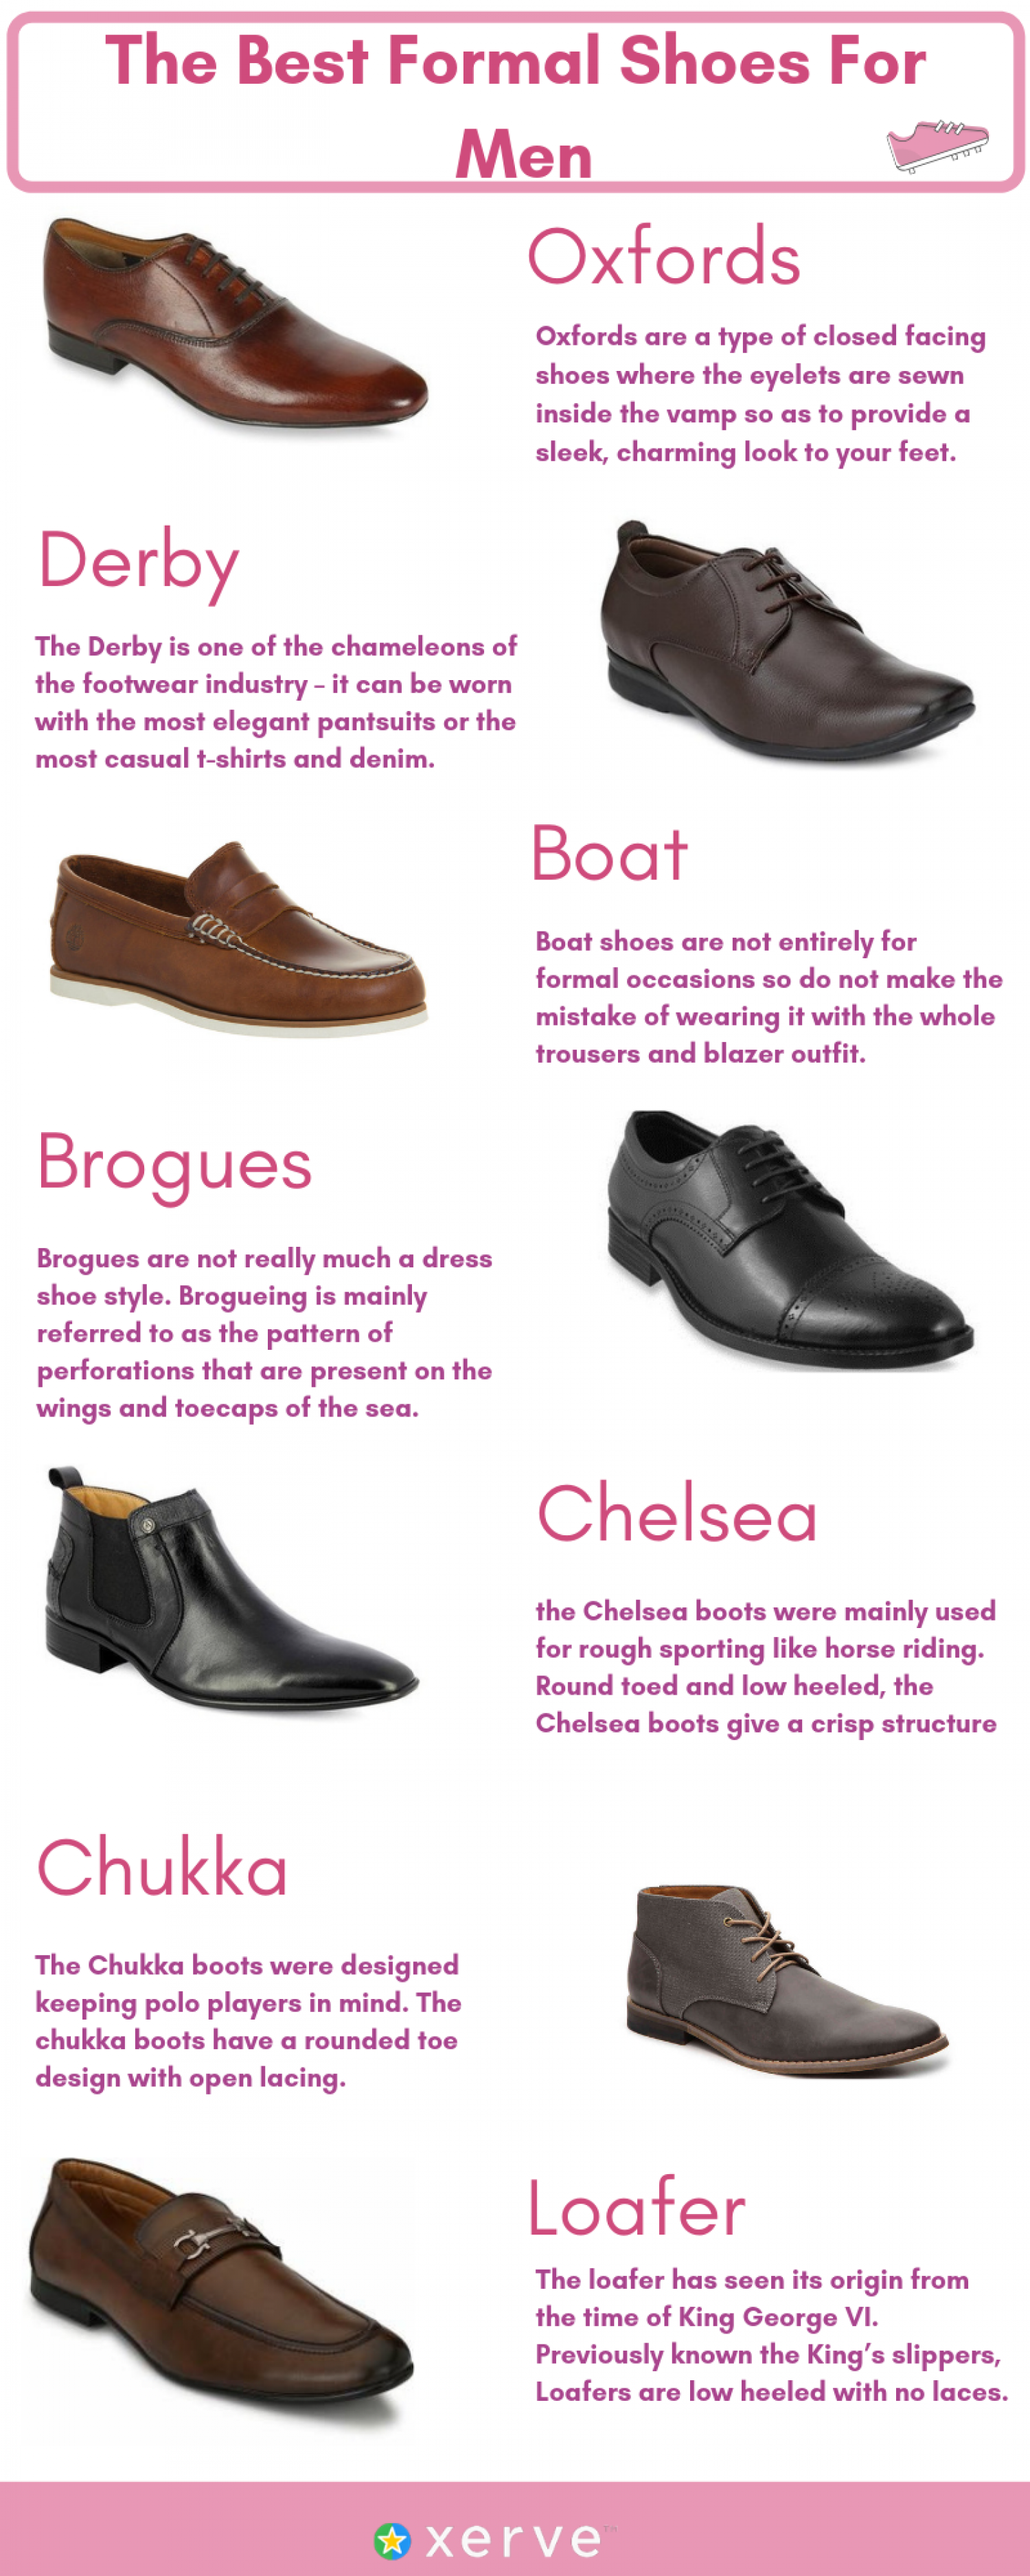 The Best Formal Shoes For
Men
Oxfords
Oxfords are a type of closed facing
shoes where the eyelets are sewn
inside the vamp so as to provide a
sleek, charming look to your feet.
Derby
The Derby is one of the chameleons of
the footwear industry – it can be worn
with the most elegant pantsuits or the
most casual t-shirts and denim.
Boat
Boat shoes are not entirely for
formal occasions so do not make the
mistake of wearing it with the whole
trousers and blazer outfit.
Brogues
Brogues are not really much a dress
shoe style. Brogueing is mainly
referred to as the pattern of
perforations that are present on the
wings and toecaps of the sea.
Chelsea
the Chelsea boots were mainly used
for rough sporting like horse riding.
Round toed and low heeled, the
Chelsea boots give a crisp structure
Chukka
The Chukka boots were designed
keeping polo players in mind. The
chukka boots have a rounded toe
design with open lacing.
Loafer
The loafer has seen its origin from
the time of King George VI.
Previously known the King's slippers,
Loafers are low heeled with no laces.
xerve™